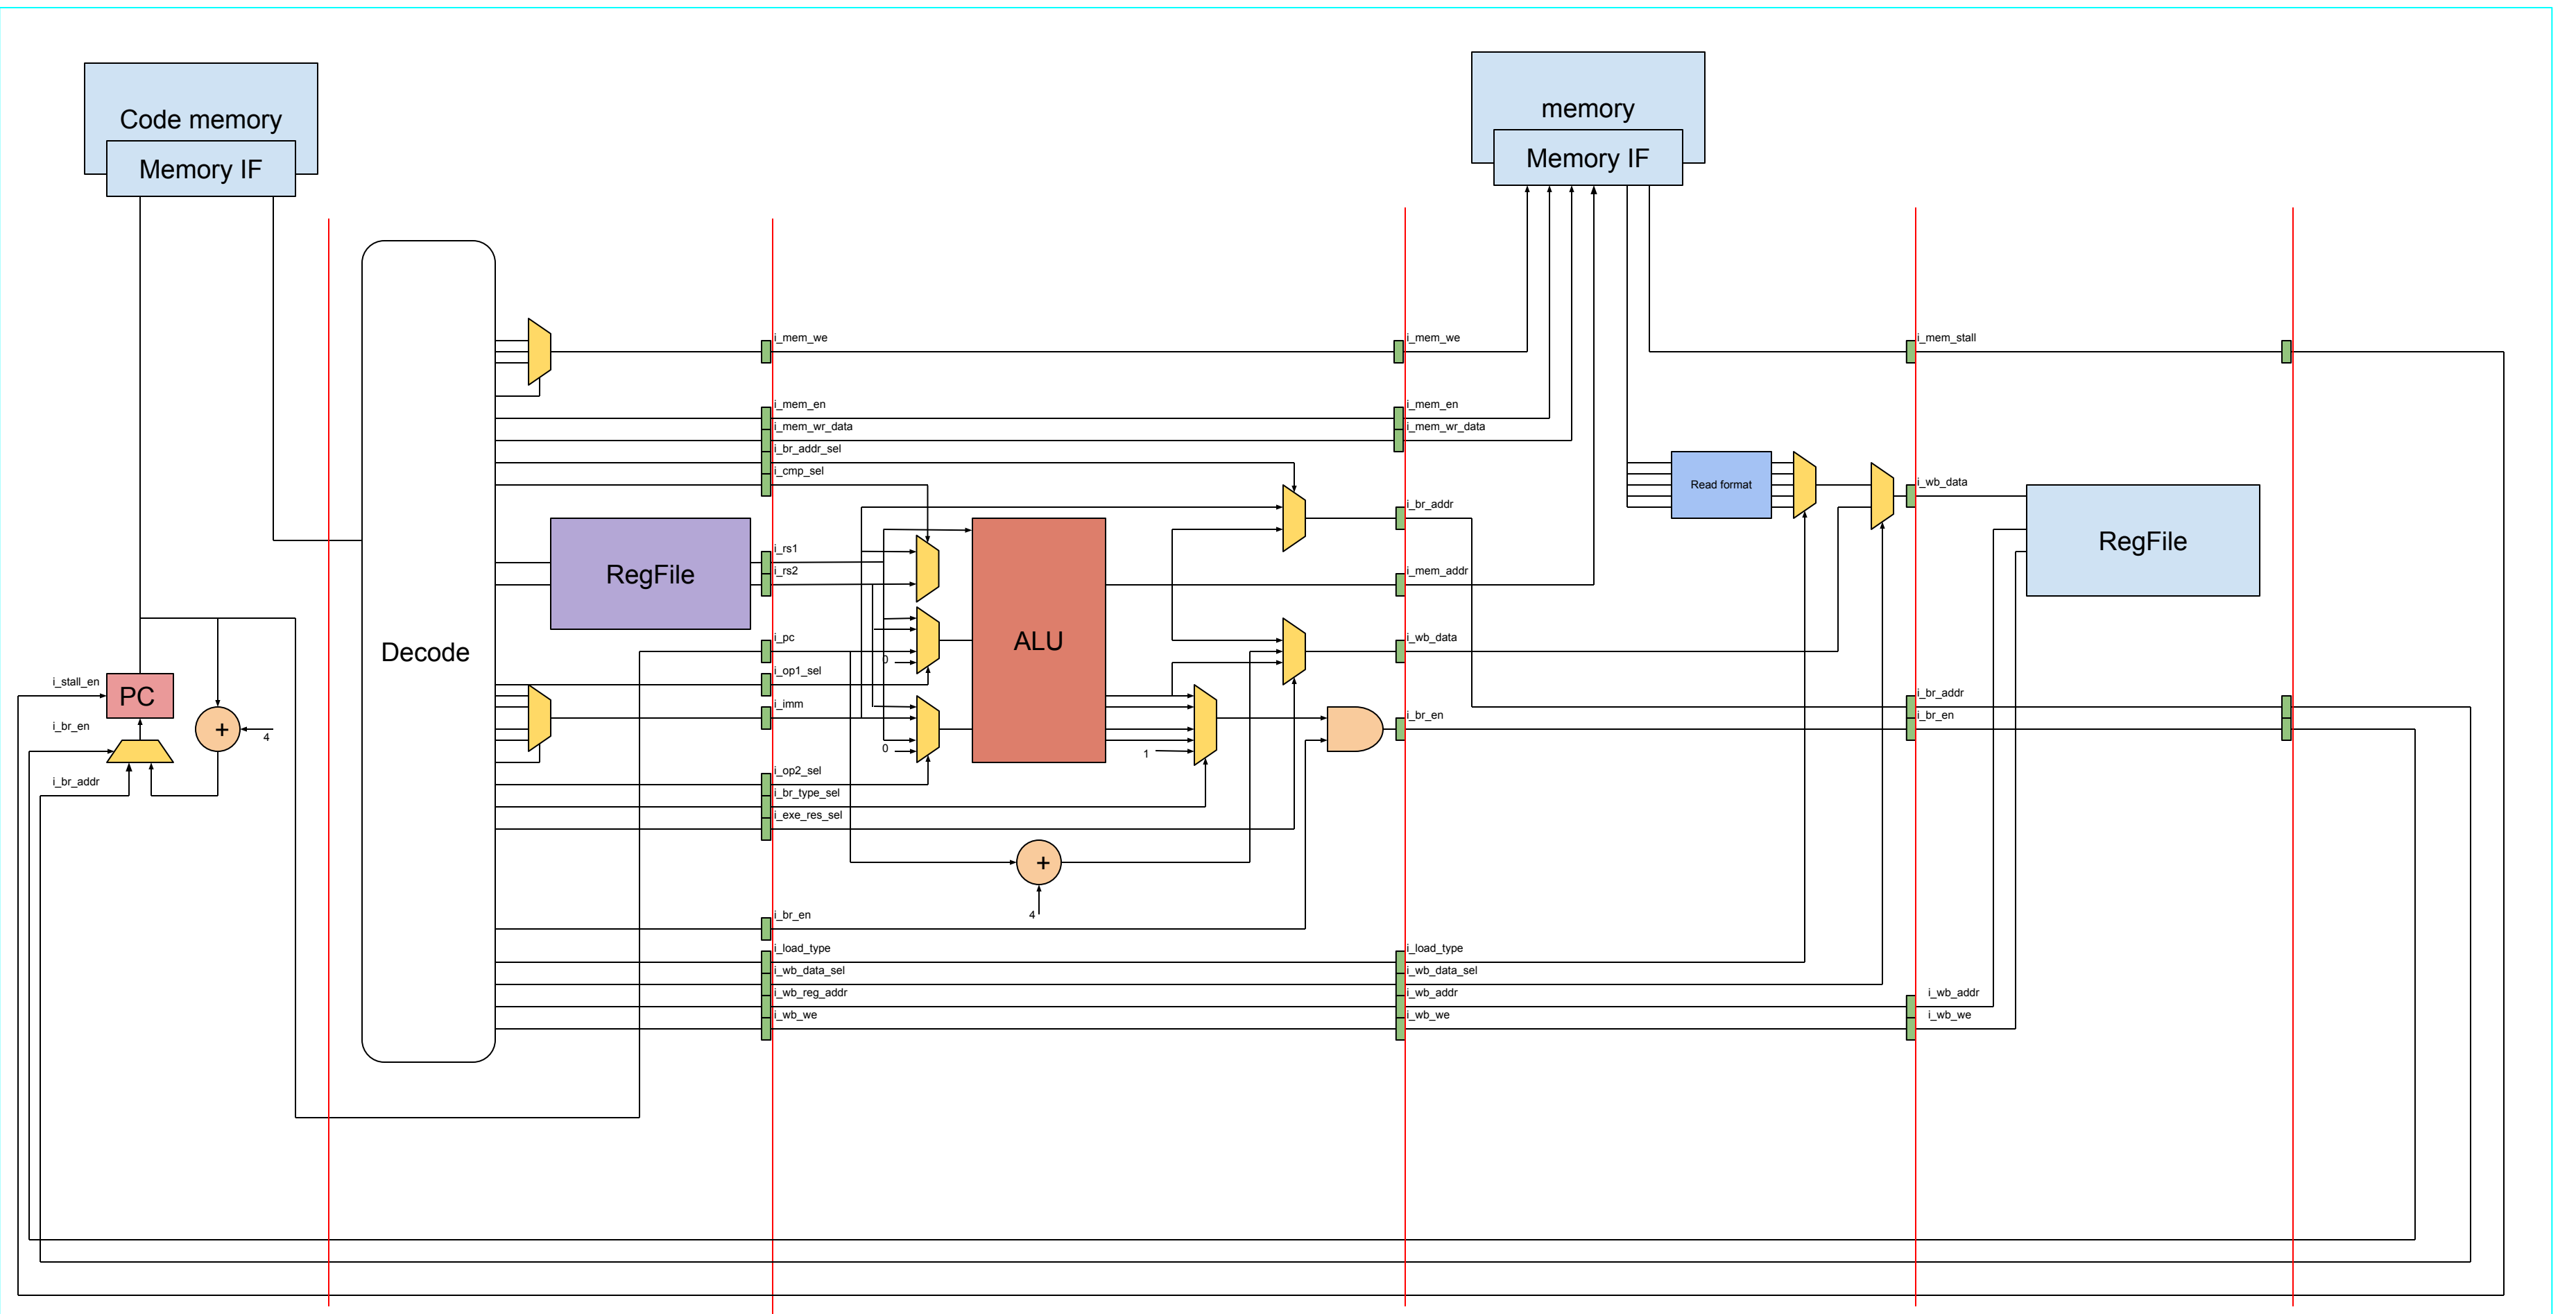 Code memory
Memory IF
memory
Memory IF
i_mem_we
i_mem_we
i_mem_stall
i_mem_en
i_mem_en
i_mem_wr_data
i_mem_wr_data
i_br_addr_sel
i_cmp_sel
Read format
i_wb_data
i_br_addr
RegFile
i_rs1
i_rs2
i_mem_addr
RegFile
Decode
ALU
i_pc
i_wb_data
0
i_op1_sel
i_stall_en
PC
i_br_addr
i_imm
i_br_en
i_br_en
i_br_en
+
4
0
1
i_br_addr
i_op2_sel
i_br_type_sel
i_exe_res_sel
+
4
i_br_en
i_load_type
i_load_type
i_wb_data_sel
i_wb_data_sel
i_wb_reg_addr
i_wb_addr
i_wb_addr
i_wb_we
i_wb_we
i_wb_we